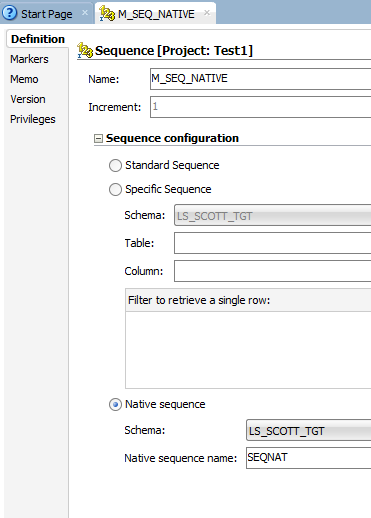 Start Page
M_SEQ_NATIVE
Definition
Markers
Memo
Version
Privileges
Sequence [Project: Test1]
Name: M_SEQ_NATIVE
Increment: 1
Sequence configuration
Standard Sequence
Specific Sequence
Schema: LS_SCOTT_TGT
Table:
Column:
Filter to retrieve a single row:
Native sequence
Schema: LS_SCOTT_TGT
Native sequence name: SEQNAT